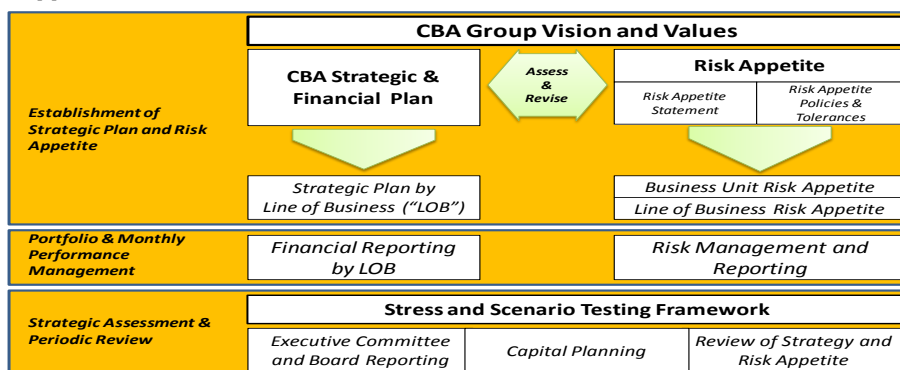 CBA Group Vision and Values
Establishment of
Strategic Plan and Risk
Appetite
CBA Strategic &
Financial Plan
Assess
&
Revise
Risk Appetite
Risk Appetite
Statement
Risk Appetite
Policies &
Tolerances
Strategic Plan by
Line of Business (“LOB”)
Business Unit Risk Appetite
Line of Business Risk Appetite
Portfolio & Monthly
Performance
Management
Financial Reporting
by LOB
Risk Management and
Reporting
Strategic Assessment &
Periodic Review
Stress and Scenario Testing Framework
Executive Committee
and Board Reporting
Capital Planning
Review of Strategy and
Risk Appetite